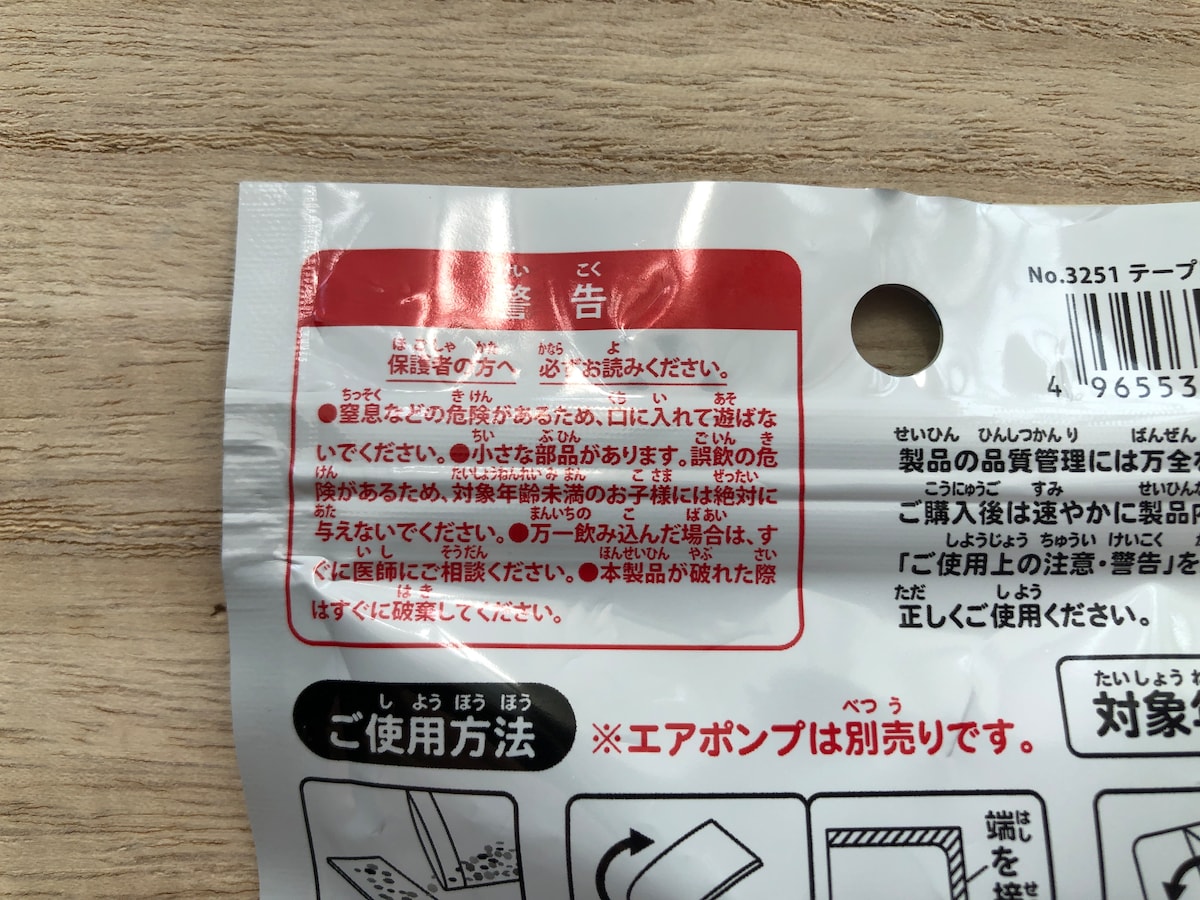 警告
保護者の方へ 必ずお読みください。
●窒息などの危険があるため、口に入れて遊ばな
いでください。●小さな部品があります。誤飲の危
険があるため、対象年齢未満のお子様には絶対に
与えないでください。●万一飲み込んだ場合は、す
ぐに医師にご相談ください。●本製品が破れた際
はすぐに破棄してください。
No.3251 テープ
4 96553
製品の品質管理には万全
ご購入後は速やかに製品内
「ご使用上の注意・警告」を
正しくご使用ください。
ご使用方法
※エアポンプは別売りです。
対象
端を接